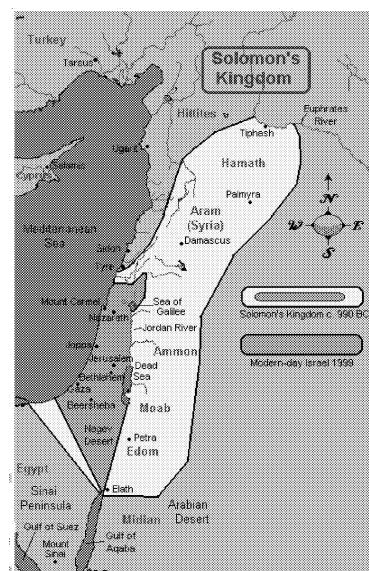 Turkey
Tarsus
Solomon's
Kingdom
Hittites
Euphrates
River
Tiphash
Ugarit
Hamath
Salamis
Cyprus
Palmyra
Aram
(Syria)
Mediterranean
Sea
N
W
E
S
Damascus
Sidon
Tyre
Solomon's Kingdom c. 990 BC
Mount Carmel
Sea of
Galilee
Nazareth
Jordan River
Modern-day Israel 1999
Joppa
Ammon
Jerusalem
Dead
Sea
Bethlehem
Gaza
Beersheba
Moab
Negev
Desert
Petra
Edom
Egypt
Elath
Sinai
Peninsula
Arabian
Desert
Midian
Gulf of Suez
Gulf of
Aqaba
Mount
Sinai